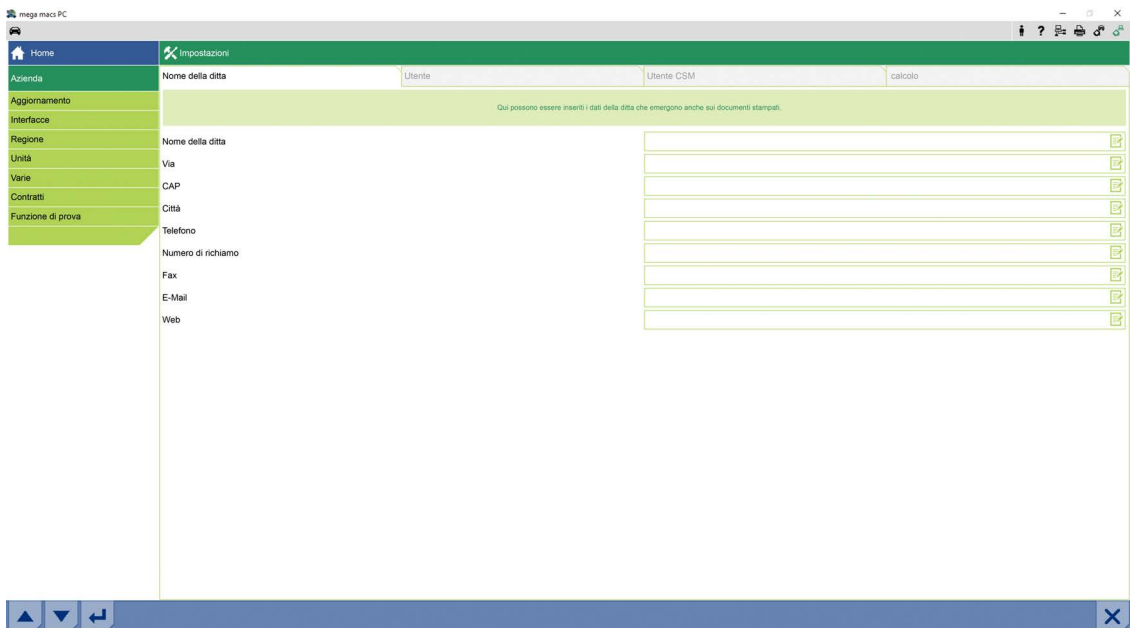 mega macs PC
?
Home
Impostazioni
Azienda
Nome della ditta
Utente
Utente CSM
calcolo
Aggiornamento
Interfacce
Regione
Unità
Varie
Contratti
Funzione di prova
Qui possono essere inseriti i dati della ditta che emergono anche sui documenti stampati.
Nome della ditta
Via
CAP
Città
Telefono
Numero di richiamo
Fax
E-Mail
Web